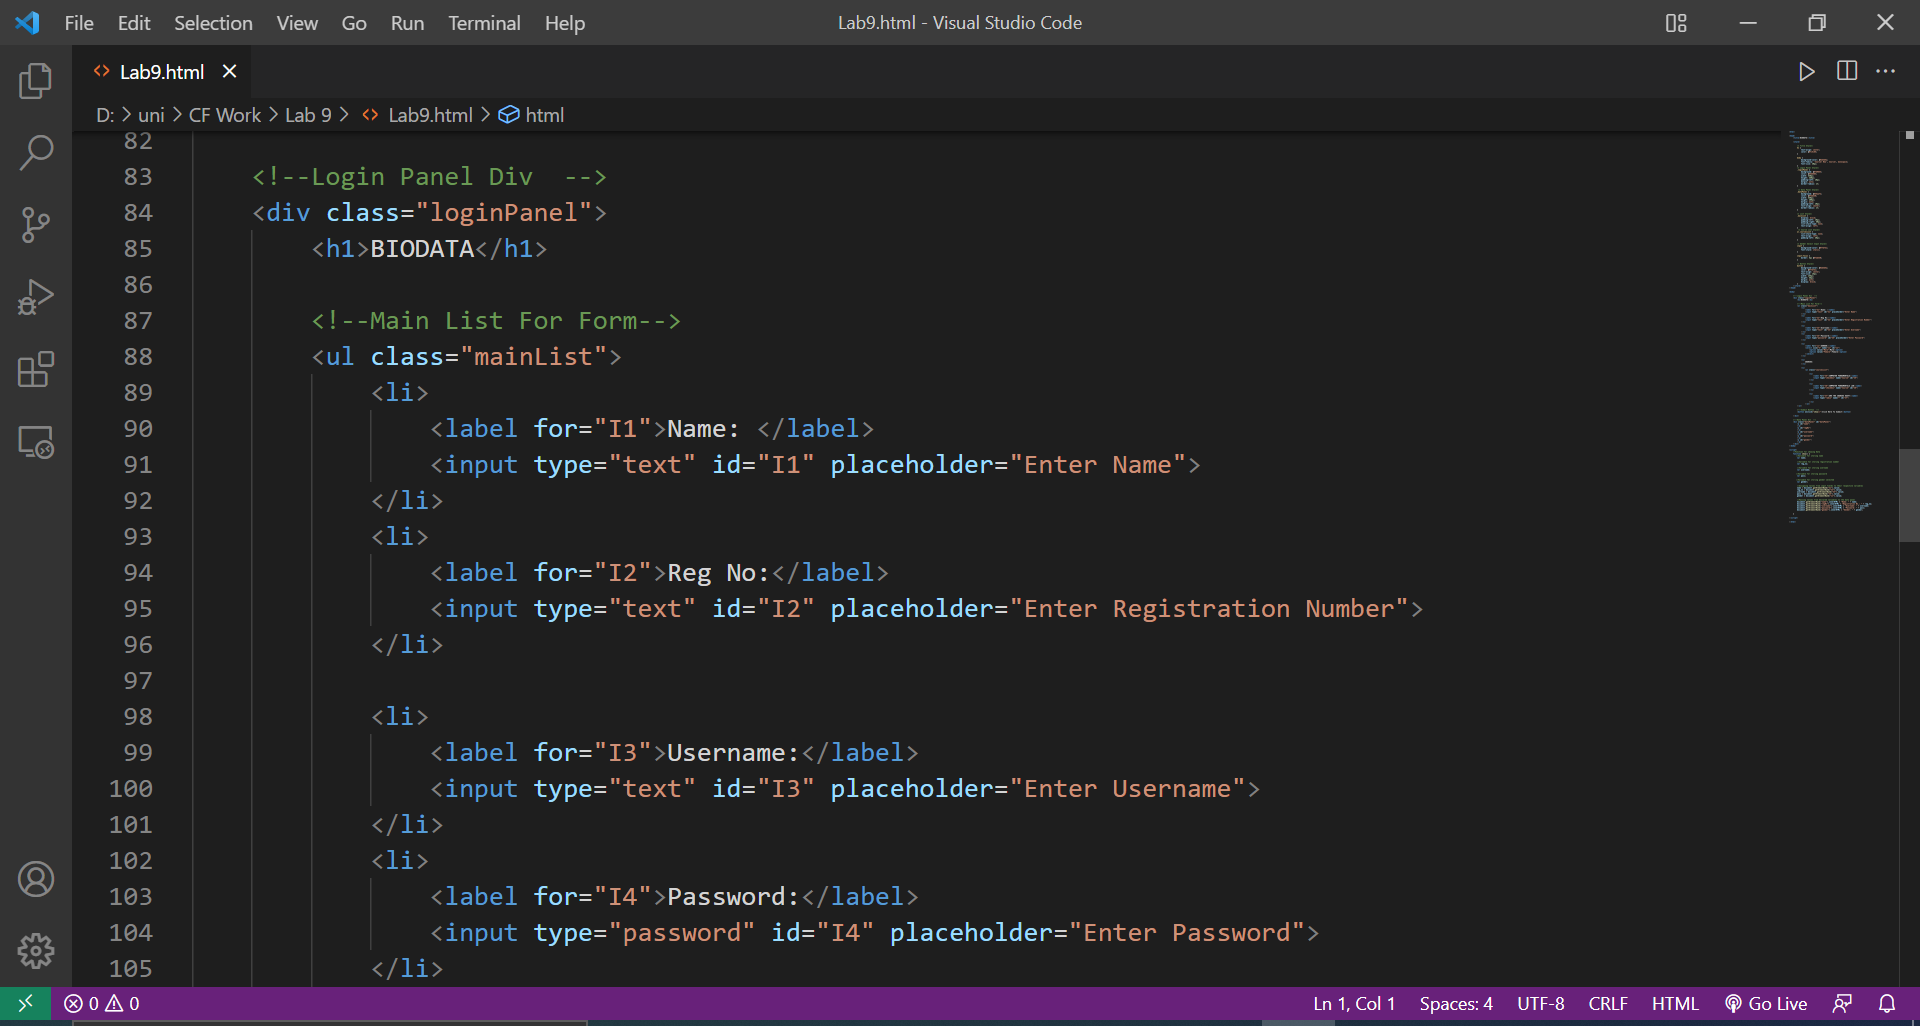 File Edit Selection View Go Run Terminal Help Lab9.html - Visual Studio Code
Lab9.html
D: > uni > CF Work > Lab 9 > Lab9.html > html
82
83 <!--Login Panel Div  -->
84 <div class="loginPanel">
85 <h1>BIODATA</h1>
86
87 <!--Main List For Form-->
88 <ul class="mainList">
89 <li>
90 <label for="I1">Name: </label>
91 <input type="text" id="I1" placeholder="Enter Name">
92 </li>
93 <li>
94 <label for="I2">Reg No:</label>
95 <input type="text" id="I2" placeholder="Enter Registration Number">
96 </li>
97
98 <li>
99 <label for="I3">Username:</label>
100 <input type="text" id="I3" placeholder="Enter Username">
101 </li>
102 <li>
103 <label for="I4">Password:</label>
104 <input type="password" id="I4" placeholder="Enter Password">
105 </li>
0 0 Ln 1, Col 1 Spaces: 4 UTF-8 CRLF HTML Go Live